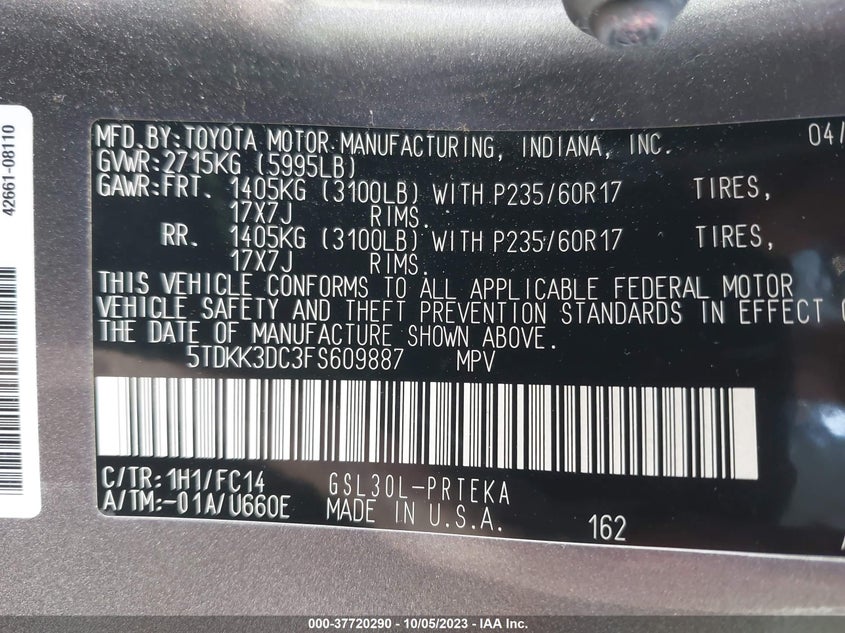 42661-08110
MFD.BY:TOYOTA MOTOR MANUFACTURING, INDIANA, INC. 04/
GVWR:2715KG (5995LB)
GAWR:FRT. 1405KG (3100LB) WITH P235/60R17 TIRES,
17X7J RIMS.
RR. 1405KG (3100LB) WITH P235/60R17 TIRES,
17X7J RIMS.
THIS VEHICLE CONFORMS TO ALL APPLICABLE FEDERAL MOTOR
VEHICLE SAFETY AND THEFT PREVENTION STANDARDS IN EFFECT
THE DATE OF MANUFACTURE SHOWN ABOVE.
5TDKK3DC3FS609887 MPV
C/TR:1H1/FC14 GSL30L-PRTEKA
A/TM:-01A/U660E MADE IN U.S.A. 162
000-37720290 - 10/05/2023 - IAA Inc.